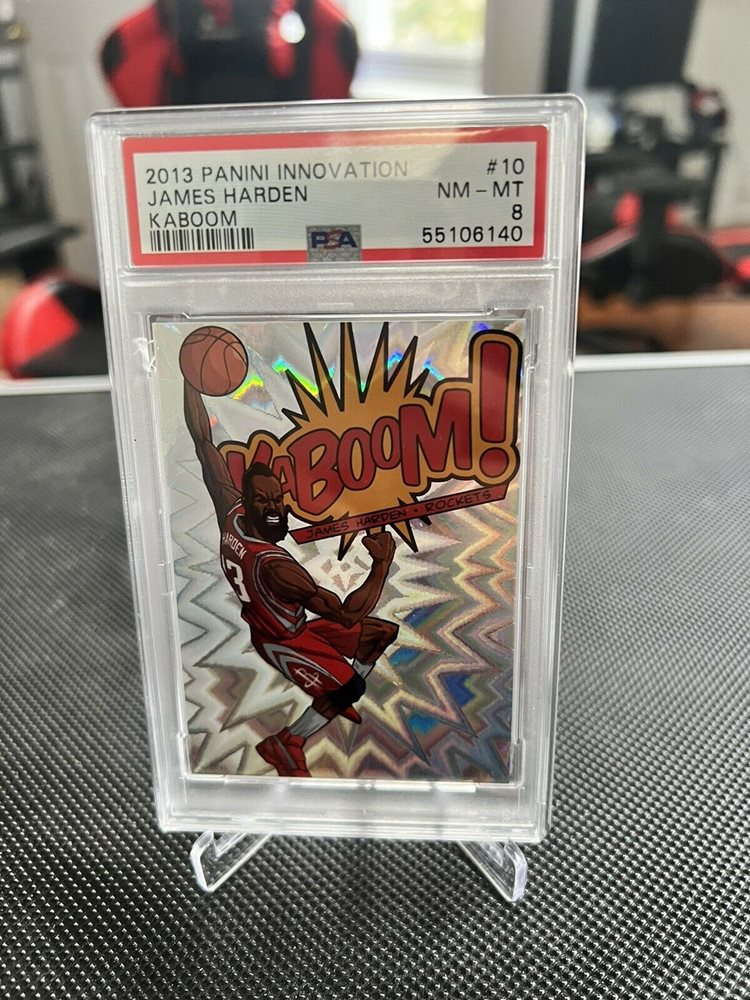 2013 PANINI INNOVATION #10
JAMES HARDEN NM - MT
KABOOM 8
PSA 55106140
KABOOM!
JAMES HARDEN • ROCKETS
HARDEN
3
R